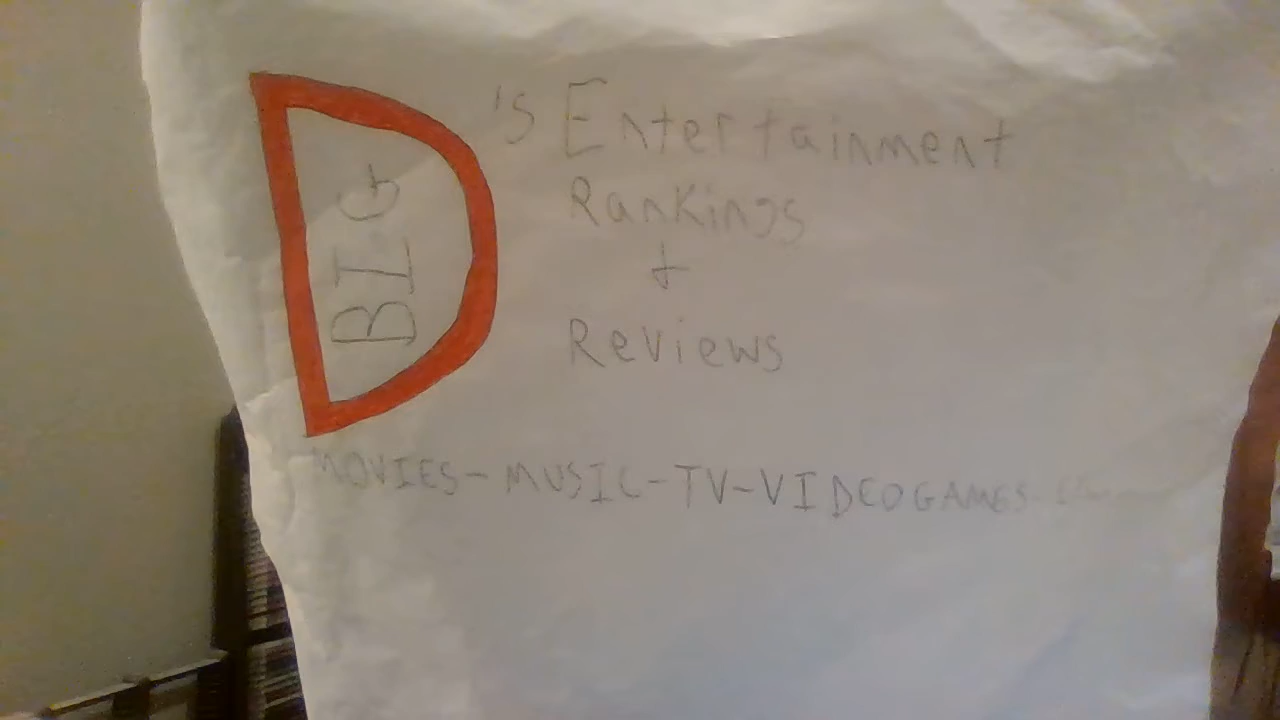 BIG D's Entertainment
Rankings
+
Reviews
MOVIES-MUSIC-TV-VIDEOGAMES